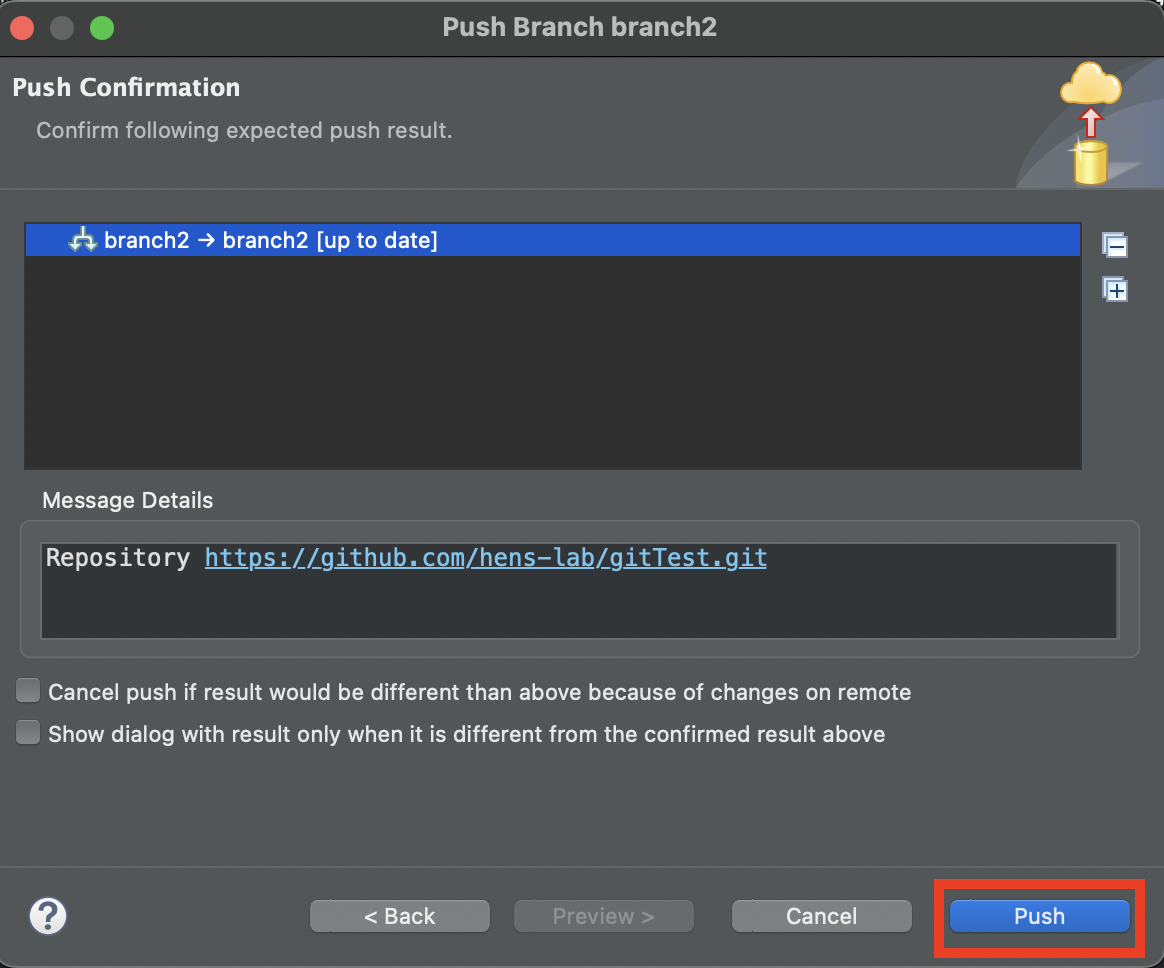 Push Branch branch2
Push Confirmation
Confirm following expected push result.
branch2 → branch2 [up to date]
Message Details
Repository https://github.com/hens-lab/gitTest.git
Cancel push if result would be different than above because of changes on remote
Show dialog with result only when it is different from the confirmed result above
?
< Back
Preview >
Cancel
Push